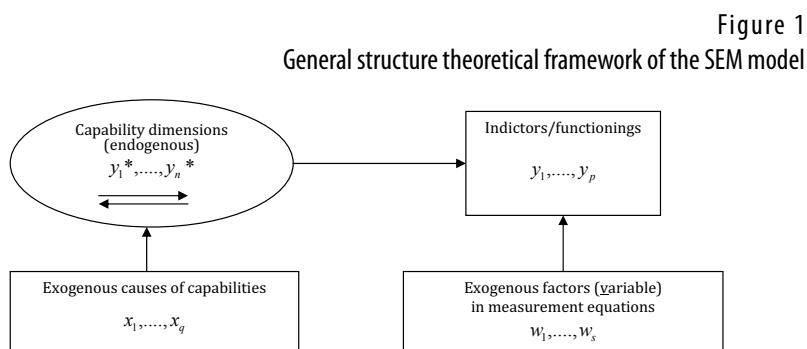 Figure 1
General structure theoretical framework of the SEM model
Capability dimensions
(endogenous)
y₁*,....,yₙ*
Indictors/functionings
y₁,....,yₚ
Exogenous causes of capabilities
x₁,....,x_q
Exogenous factors (variable)
in measurement equations
w₁,....,wₛ